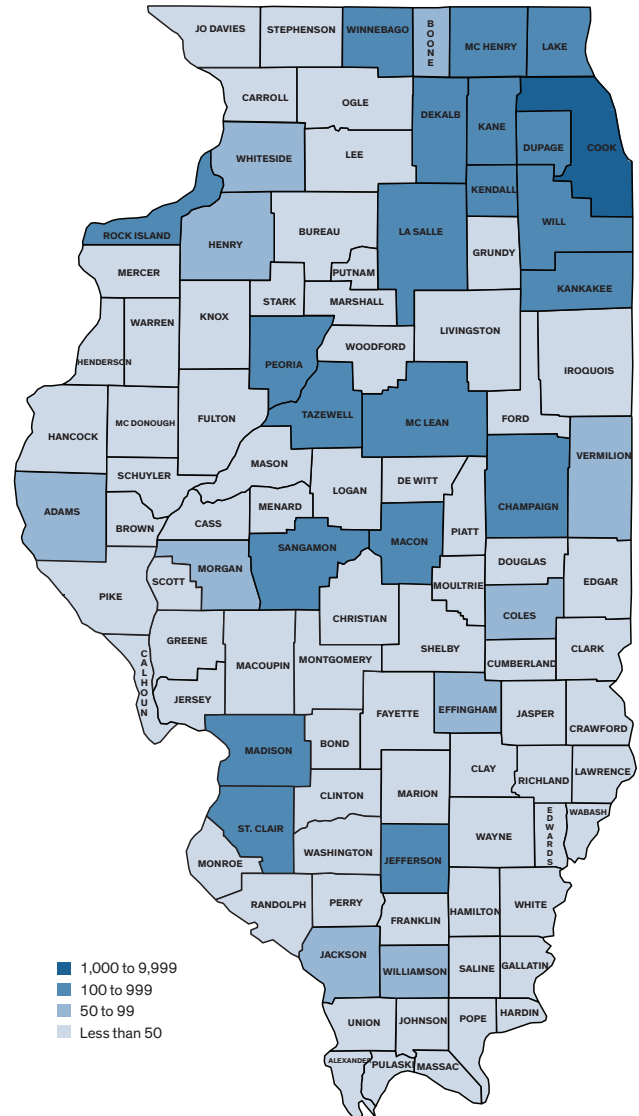 JO DAVIES
STEPHENSON
WINNEBAGO
BOONE
MC HENRY
LAKE
CARROLL
OGLE
DEKALB
KANE
DUPAGE
COOK
WHITESIDE
LEE
KENDALL
WILL
ROCK ISLAND
HENRY
BUREAU
LA SALLE
GRUNDY
MERCER
PUTNAM
KANKAKEE
STARK
MARSHALL
KNOX
WARREN
LIVINGSTON
WOODFORD
HENDERSON
PEORIA
IROQUOIS
HANCOCK
MC DONOUGH
FULTON
TAZEWELL
MC LEAN
FORD
VERMILION
SCHUYLER
MASON
LOGAN
DE WITT
ADAMS
BROWN
CASS
MENARD
CHAMPAIGN
PIATT
SANGAMON
MACON
MORGAN
SCOTT
DOUGLAS
EDGAR
MOULTRIE
PIKE
COLES
CHRISTIAN
GREENE
SHELBY
CLARK
CALHOUN
MACOUPIN
MONTGOMERY
CUMBERLAND
JERSEY
FAYETTE
EFFINGHAM
JASPER
CRAWFORD
MADISON
BOND
CLAY
RICHLAND
LAWRENCE
CLINTON
MARION
EDWARDS
WABASH
ST. CLAIR
WAYNE
WASHINGTON
JEFFERSON
MONROE
RANDOLPH
PERRY
HAMILTON
WHITE
FRANKLIN
JACKSON
WILLIAMSON
SALINE
GALLATIN
UNION
JOHNSON
POPE
HARDIN
ALEXANDER
PULASKI
MASSAC
1,000 to 9,999
100 to 999
50 to 99
Less than 50